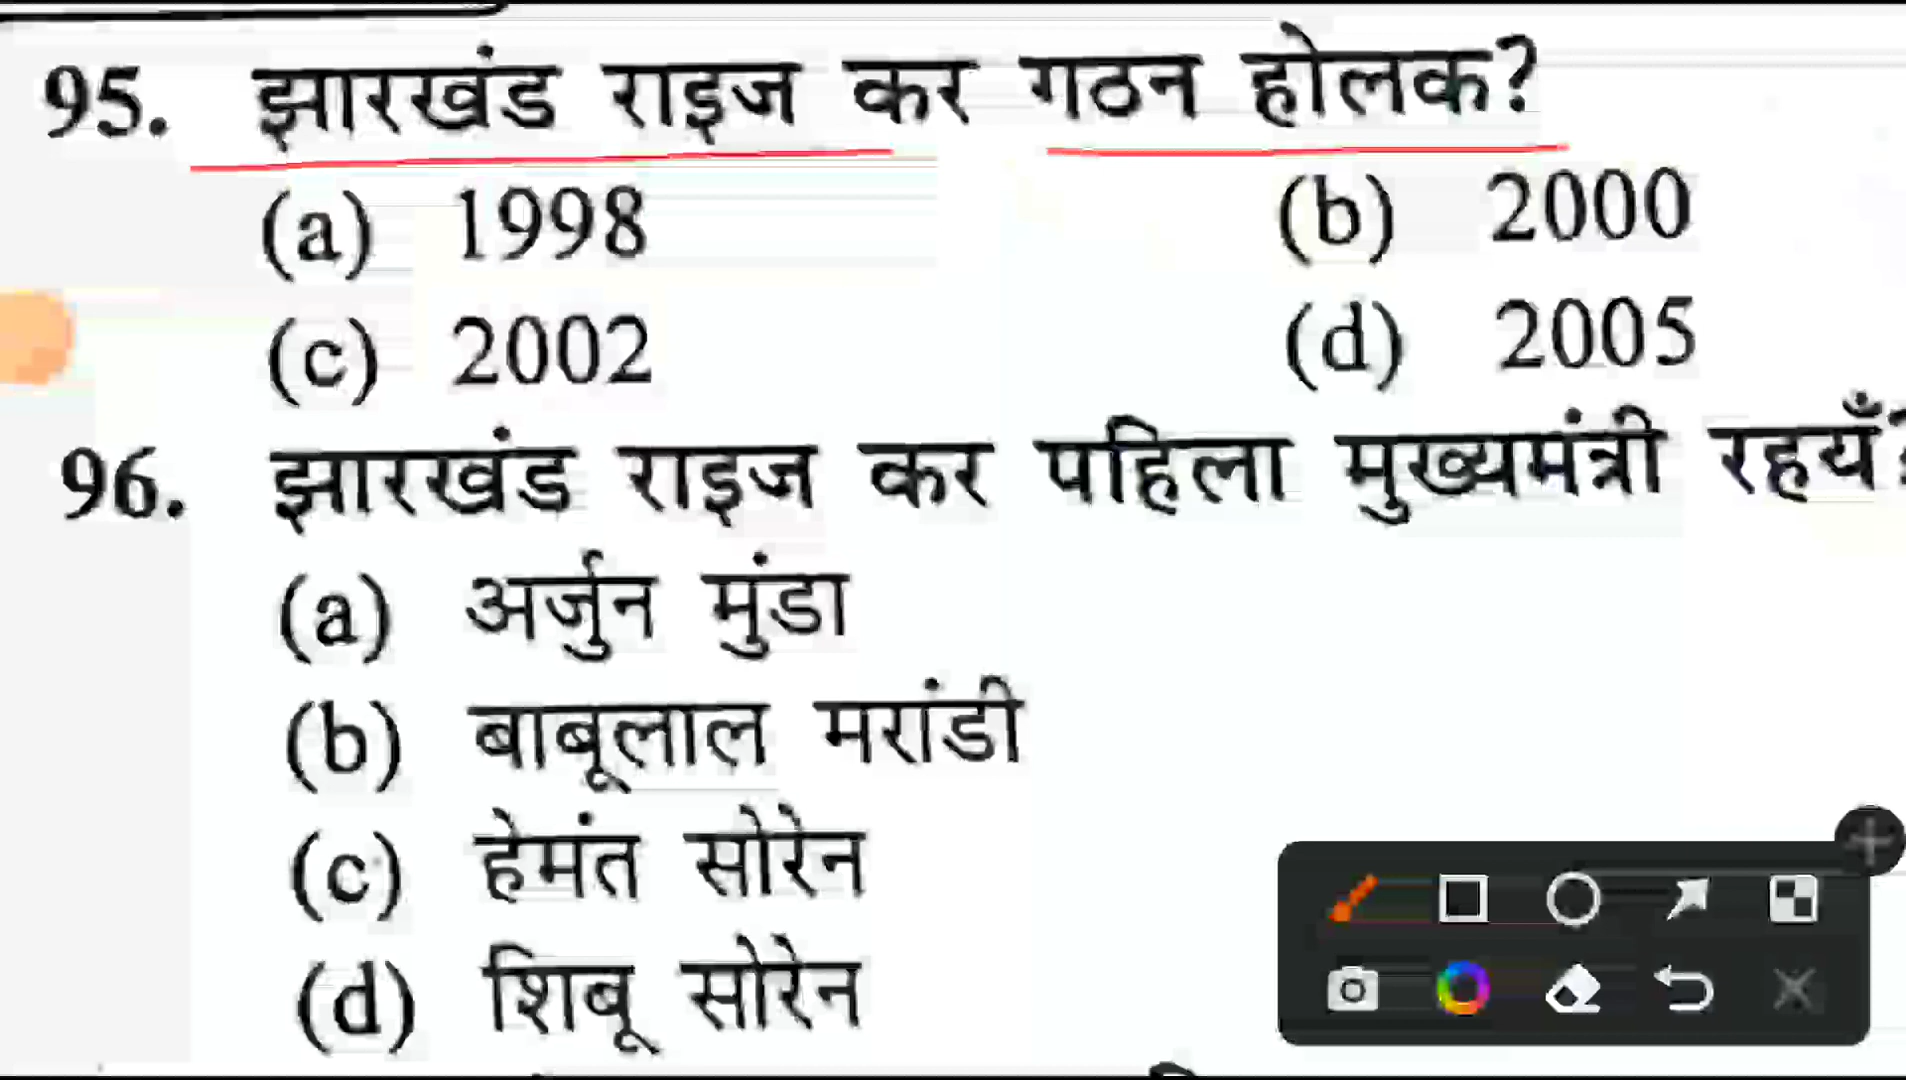 95. झारखंड राइज कर गठन होलक?
(a) 1998 (b) 2000
(c) 2002 (d) 2005
96. झारखंड राइज कर पहिला मुख्यमंत्री रहयँ?
(a) अर्जुन मुंडा
(b) बाबूलाल मरांडी
(c) हेमंत सोरेन
(d) शिबू सोरेन